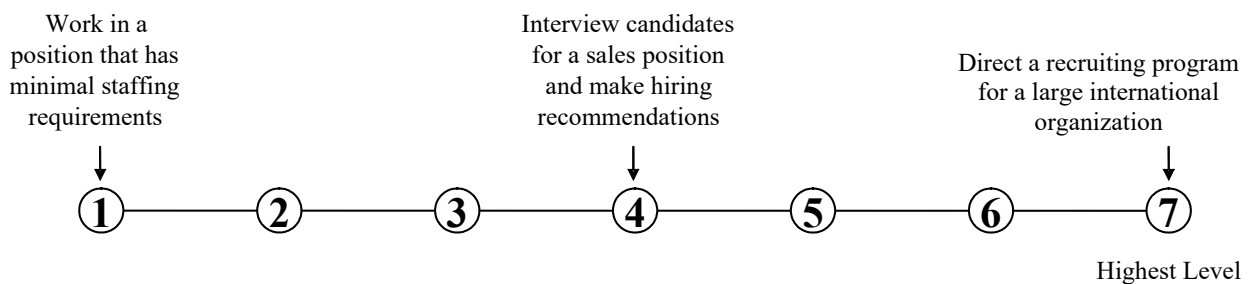 Work in a
position that has
minimal staffing
requirements
Interview candidates
for a sales position
and make hiring
recommendations
Direct a recruiting program
for a large international
organization
1
2
3
4
5
6
7
Highest Level